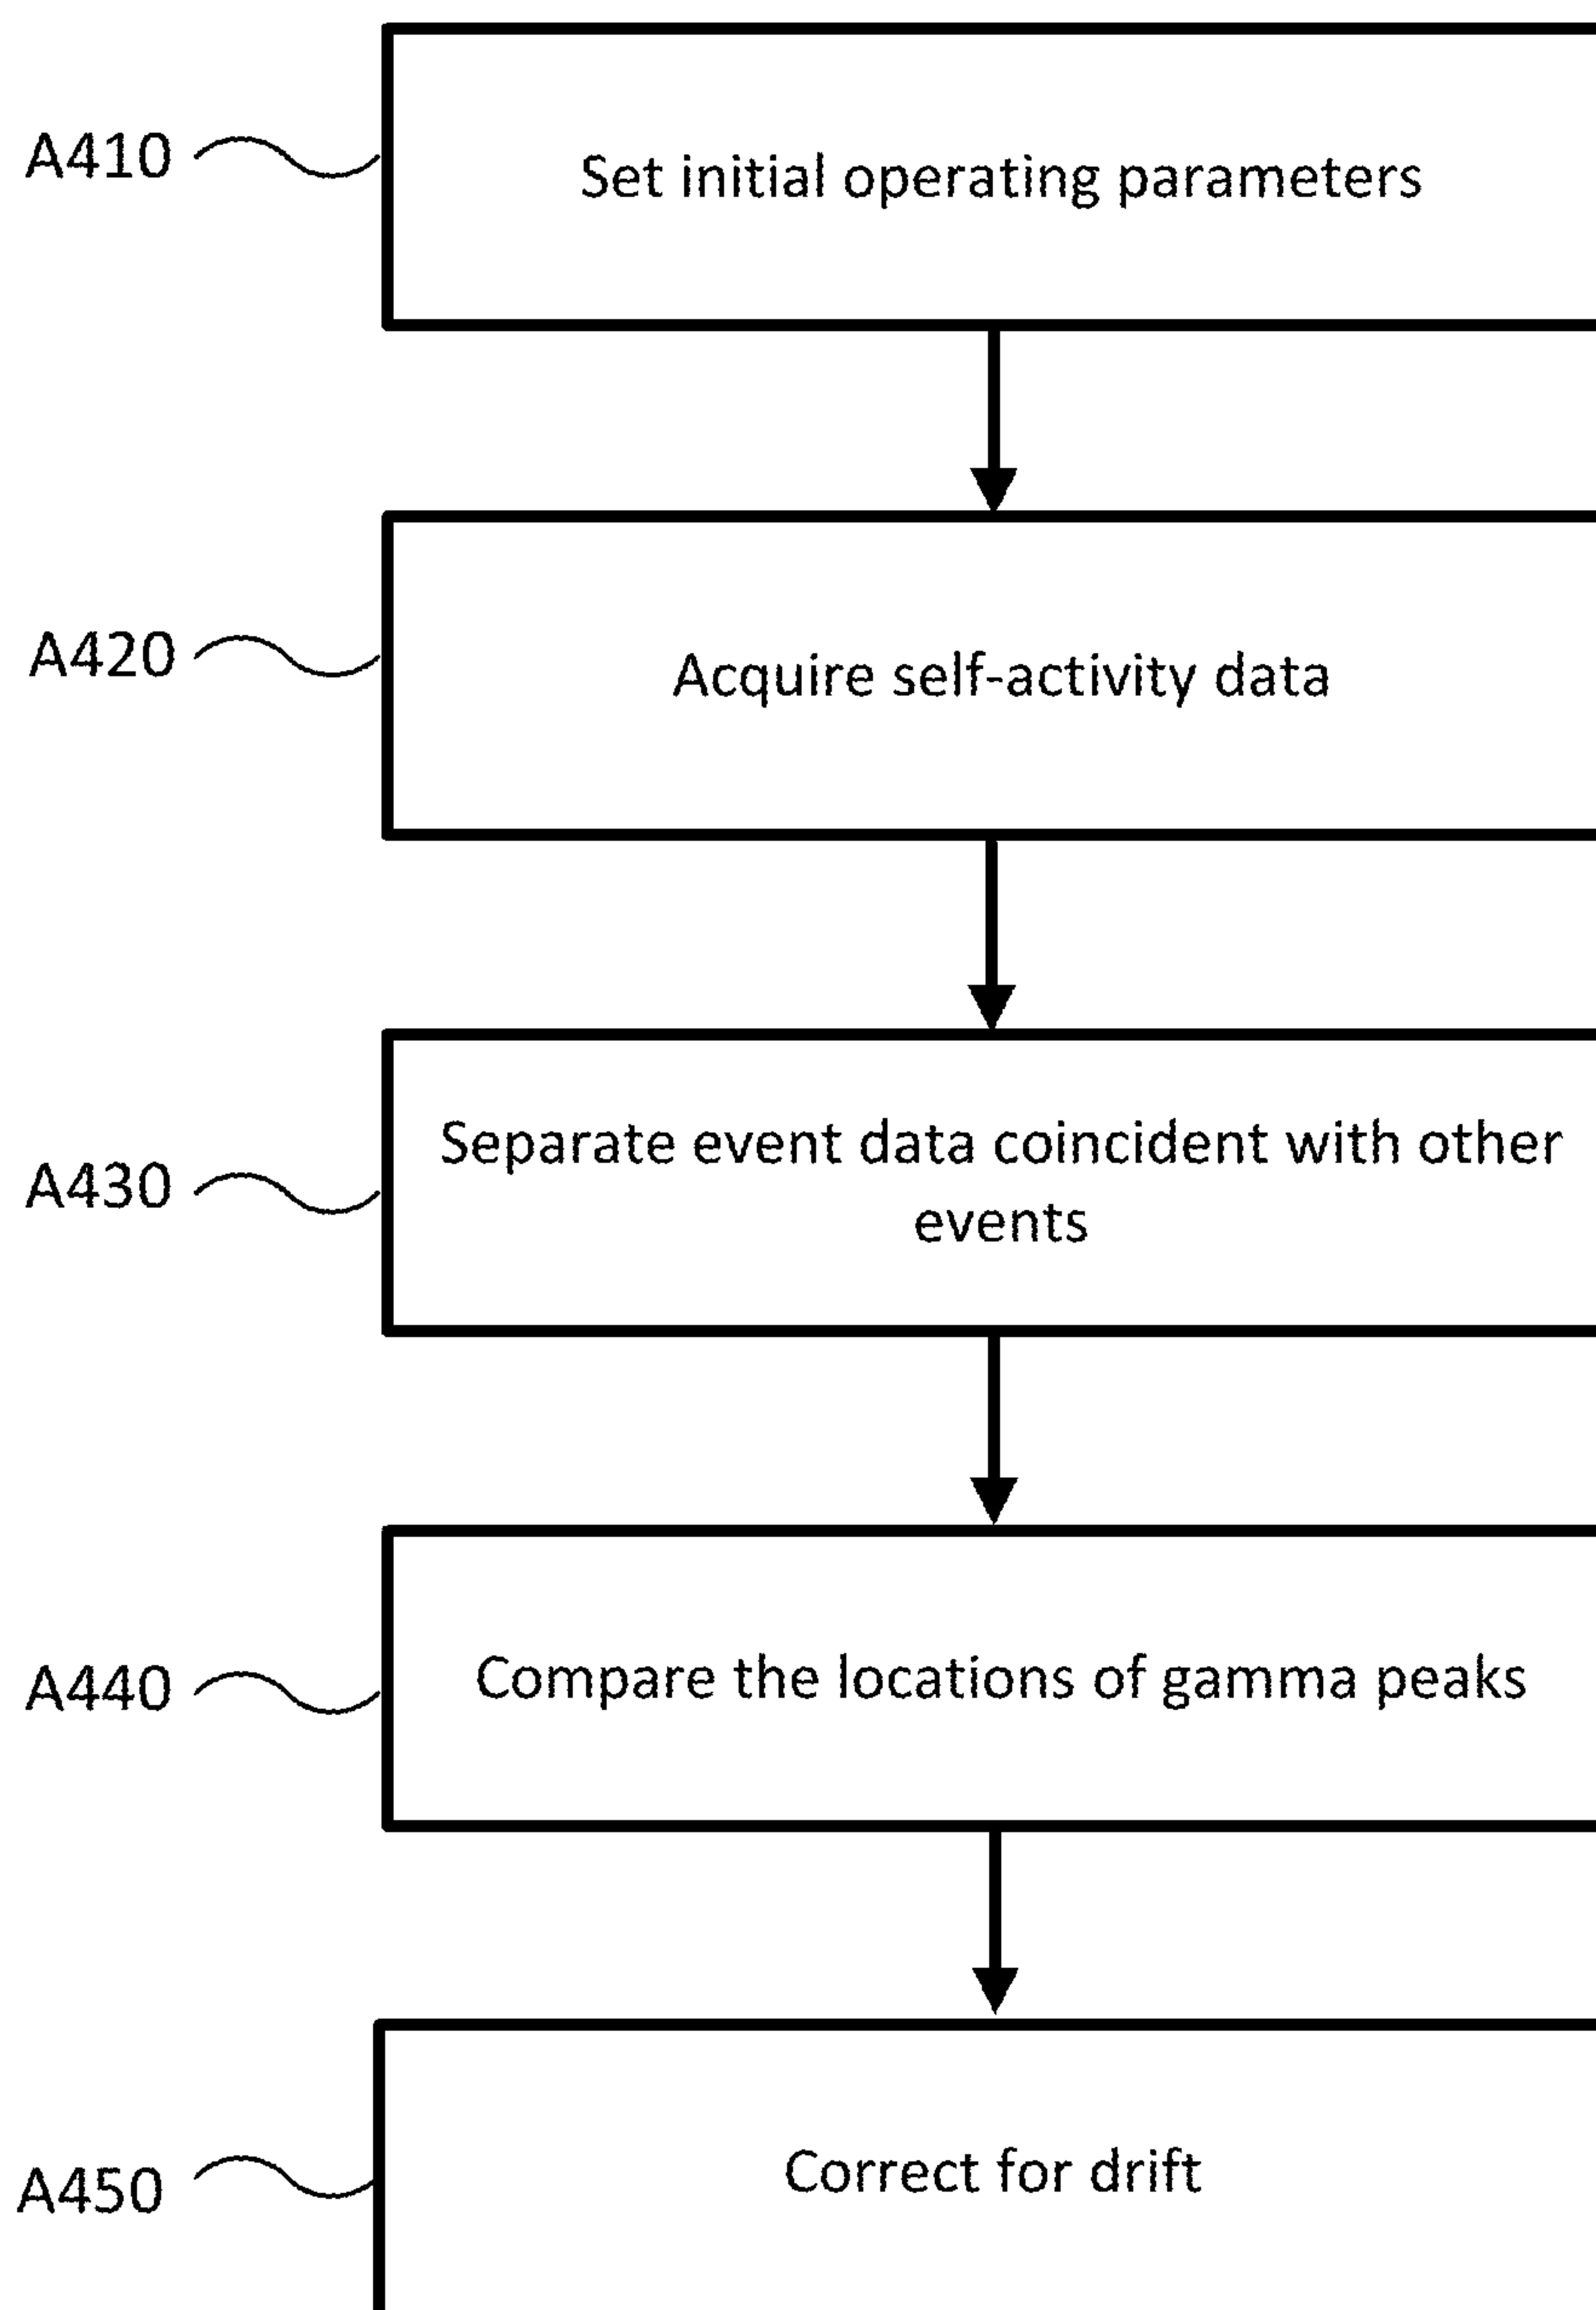 A410
Set initial operating parameters
A420
Acquire self-activity data
A430
Separate event data coincident with other
events
A440
Compare the locations of gamma peaks
A450
Correct for drift